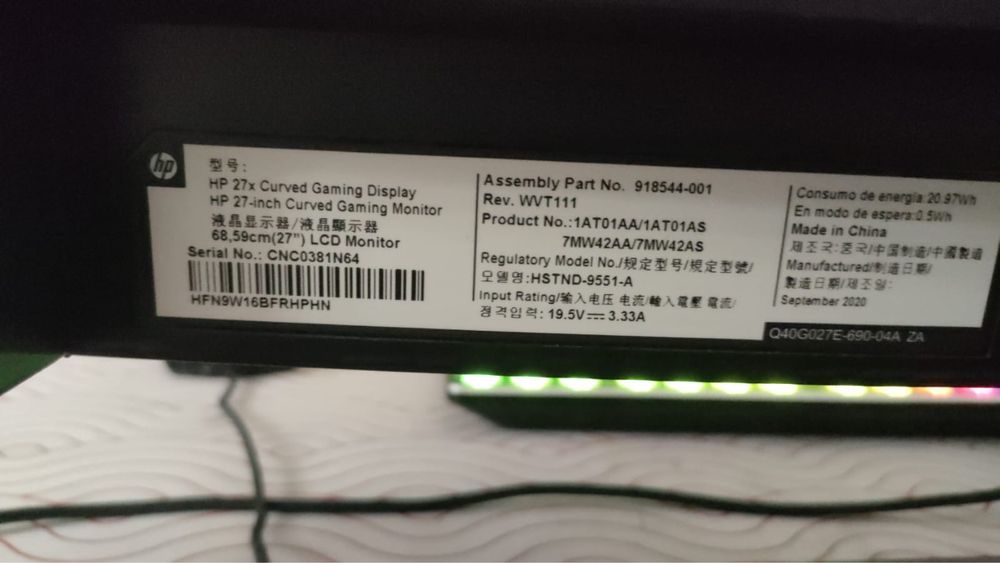 hp
型号:
HP 27x Curved Gaming Display
HP 27-inch Curved Gaming Monitor
液晶显示器/液晶顯示器
68,59cm(27") LCD Monitor
Serial No.: CNC0381N64
HFN9W16BFRHPHN
Assembly Part No. 918544-001
Rev. WVT111
Product No.:1AT01AA/1AT01AS
7MW42AA/7MW42AS
Regulatory Model No./规定型号/規定型號/
모델명:HSTND-9551-A
Input Rating/输入电压 电流/輸入電壓 電流/
정격입력: 19.5V⎓ 3.33A
Consumo de energía:20.97Wh
En modo de espera:0.5Wh
Made in China
제조국:중국/中国制造/中國製造
Manufactured/制造日期/
製造日期/제조일:
September 2020
Q40G027E-690-04A ZA